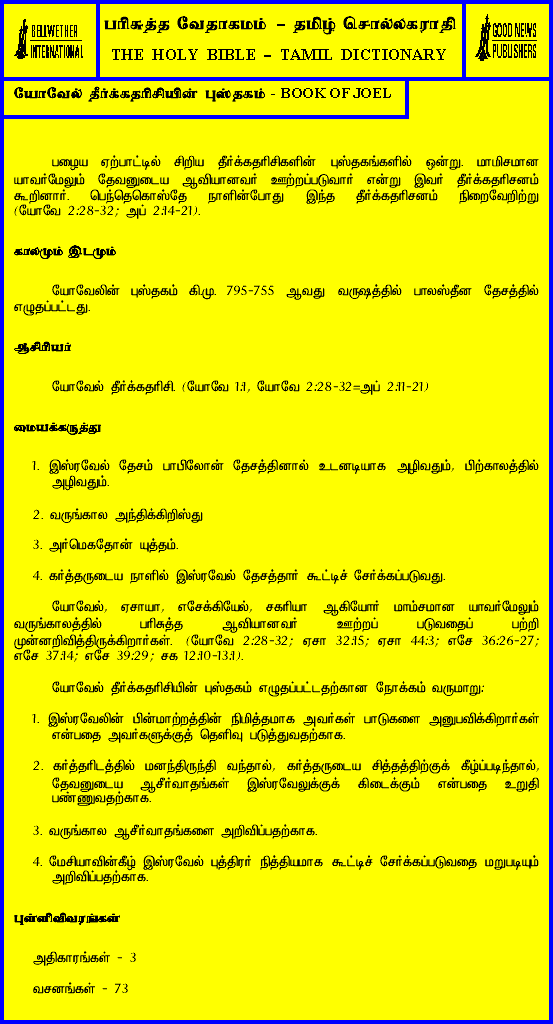 BELLWETHER
INTERNATIONAL
பரிசுத்த வேதாகமம் – தமிழ் சொல்லகராதி
THE HOLY BIBLE – TAMIL DICTIONARY
GOOD NEWS
PUBLISHERS
யோவேல் தீர்க்கதரிசியின் புஸ்தகம் - BOOK OF JOEL
பழைய ஏற்பாட்டில் சிறிய தீர்க்கதரிசிகளின் புஸ்தகங்களில் ஒன்று. மாமிசமான
யாவர்மேலும் தேவனுடைய ஆவியானவர் ஊற்றப்படுவார் என்று இவர் தீர்க்கதரிசனம்
கூறினார். பெந்தெகொஸ்தே நாளின்போது இந்த தீர்க்கதரிசனம் நிறைவேறிற்று
(யோவே 2:28-32; அப் 2:14-21).
காலமும் இடமும்
யோவேலின் புஸ்தகம் கி.மு. 795-755 ஆவது வருஷத்தில் பாலஸ்தீன தேசத்தில்
எழுதப்பட்டது.
ஆசிரியர்
யோவேல் தீர்க்கதரிசி. (யோவே 1:1, யோவே 2:28-32=அப் 2:11-21)
மையக்கருத்து
1. இஸ்ரவேல் தேசம் பாபிலோன் தேசத்தினால் உடனடியாக அழிவதும், பிற்காலத்தில்
அழிவதும்.
2. வருங்கால அந்திக்கிறிஸ்து
3. அர்மெகதோன் யுத்தம்.
4. கர்த்தருடைய நாளில் இஸ்ரவேல் தேசத்தார் கூட்டிச் சேர்க்கப்படுவது.
யோவேல், ஏசாயா, எசேக்கியேல், சகரியா ஆகியோர் மாம்சமான யாவர்மேலும்
வருங்காலத்தில் பரிசுத்த ஆவியானவர் ஊற்றப் படுவதைப் பற்றி
முன்னறிவித்திருக்கிறார்கள். (யோவே 2:28-32; ஏசா 32:15; ஏசா 44:3; எசே 36:26-27;
எசே 37:14; எசே 39:29; சக 12:10-13:1).
யோவேல் தீர்க்கதரிசியின் புஸ்தகம் எழுதப்பட்டதற்கான நோக்கம் வருமாறு:
1. இஸ்ரவேலின் பின்மாற்றத்தின் நிமித்தமாக அவர்கள் பாடுகளை அனுபவிக்கிறார்கள்
என்பதை அவர்களுக்குத் தெளிவு படுத்துவதற்காக.
2. கர்த்தரிடத்தில் மனந்திருந்தி வந்தால், கர்த்தருடைய சித்தத்திற்குக் கீழ்ப்படிந்தால்,
தேவனுடைய ஆசீர்வாதங்கள் இஸ்ரவேலுக்குக் கிடைக்கும் என்பதை உறுதி
பண்ணுவதற்காக.
3. வருங்கால ஆசீர்வாதங்களை அறிவிப்பதற்காக.
4. மேசியாவின்கீழ் இஸ்ரவேல் புத்திரர் நித்தியமாக கூட்டிச் சேர்க்கப்படுவதை மறுபடியும்
அறிவிப்பதற்காக.
புள்ளிவிவரங்கள்
அதிகாரங்கள் - 3
வசனங்கள் - 73